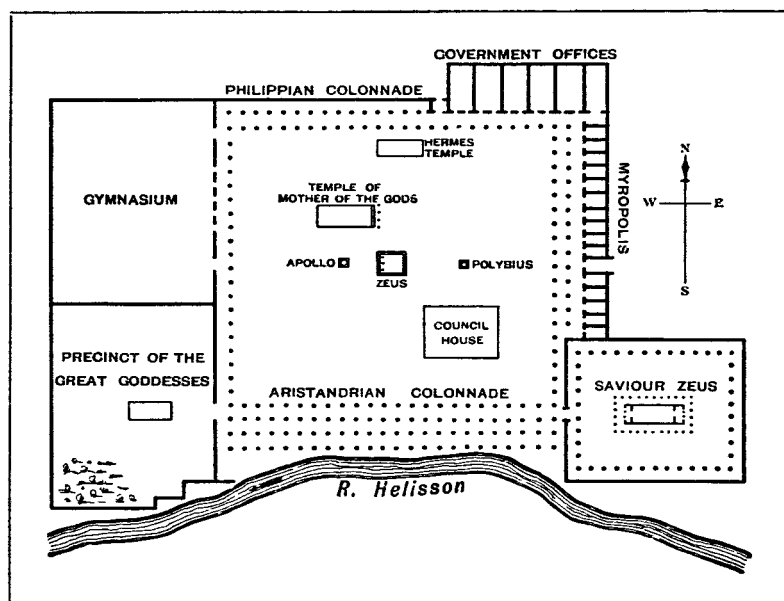 GOVERNMENT OFFICES
PHILIPPIAN COLONNADE
HERMES
TEMPLE
MYROPOLIS
N
W
E
S
GYMNASIUM
TEMPLE OF
MOTHER OF THE GODS
APOLLO
ZEUS
POLYBIUS
COUNCIL
HOUSE
PRECINCT OF THE
GREAT GODDESSES
ARISTANDRIAN COLONNADE
SAVIOUR ZEUS
R. Helisson